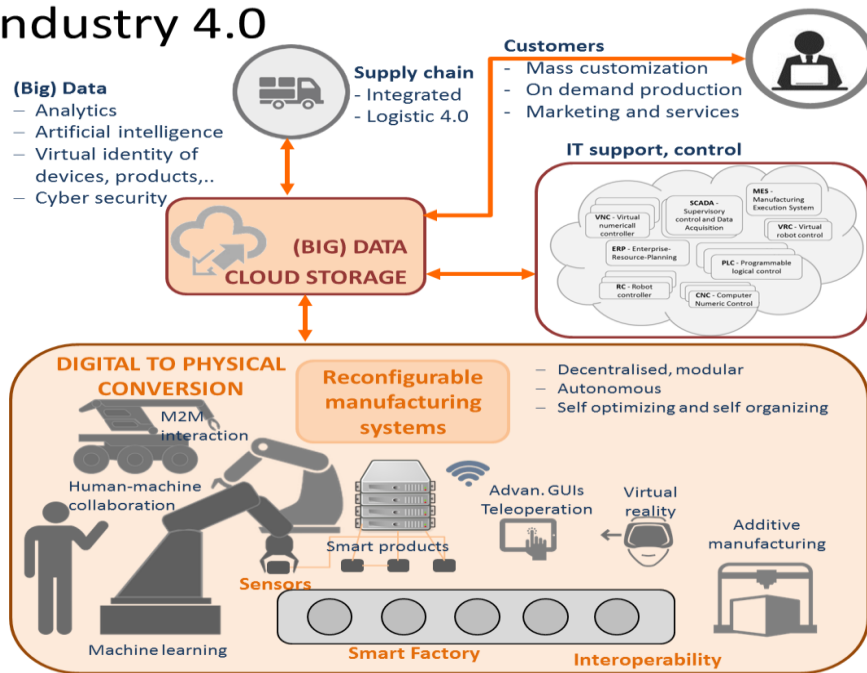 ndustry 4.0
(Big) Data
– Analytics
– Artificial intelligence
– Virtual identity of
devices, products,..
– Cyber security
Supply chain
- Integrated
- Logistic 4.0
Customers
- Mass customization
- On demand production
- Marketing and services
IT support, control
VNC - Virtual
numericall
controller
SCADA -
Supervisory
control and Data
Acquisition
MES -
Manufacturing
Execution System
VRC - Virtual
robot control
ERP - Enterprise-
Resource-Planning
PLC - Programmable
logical control
RC - Robot
controller
CNC - Computer
Numeric Control
(BIG) DATA
CLOUD STORAGE
DIGITAL TO PHYSICAL
CONVERSION
Reconfigurable
manufacturing
systems
– Decentralised, modular
– Autonomous
– Self optimizing and self organizing
M2M
interaction
Human-machine
collaboration
Smart products
Advan. GUIs
Teleoperation
Virtual
reality
Additive
manufacturing
Sensors
Machine learning
Smart Factory
Interoperability